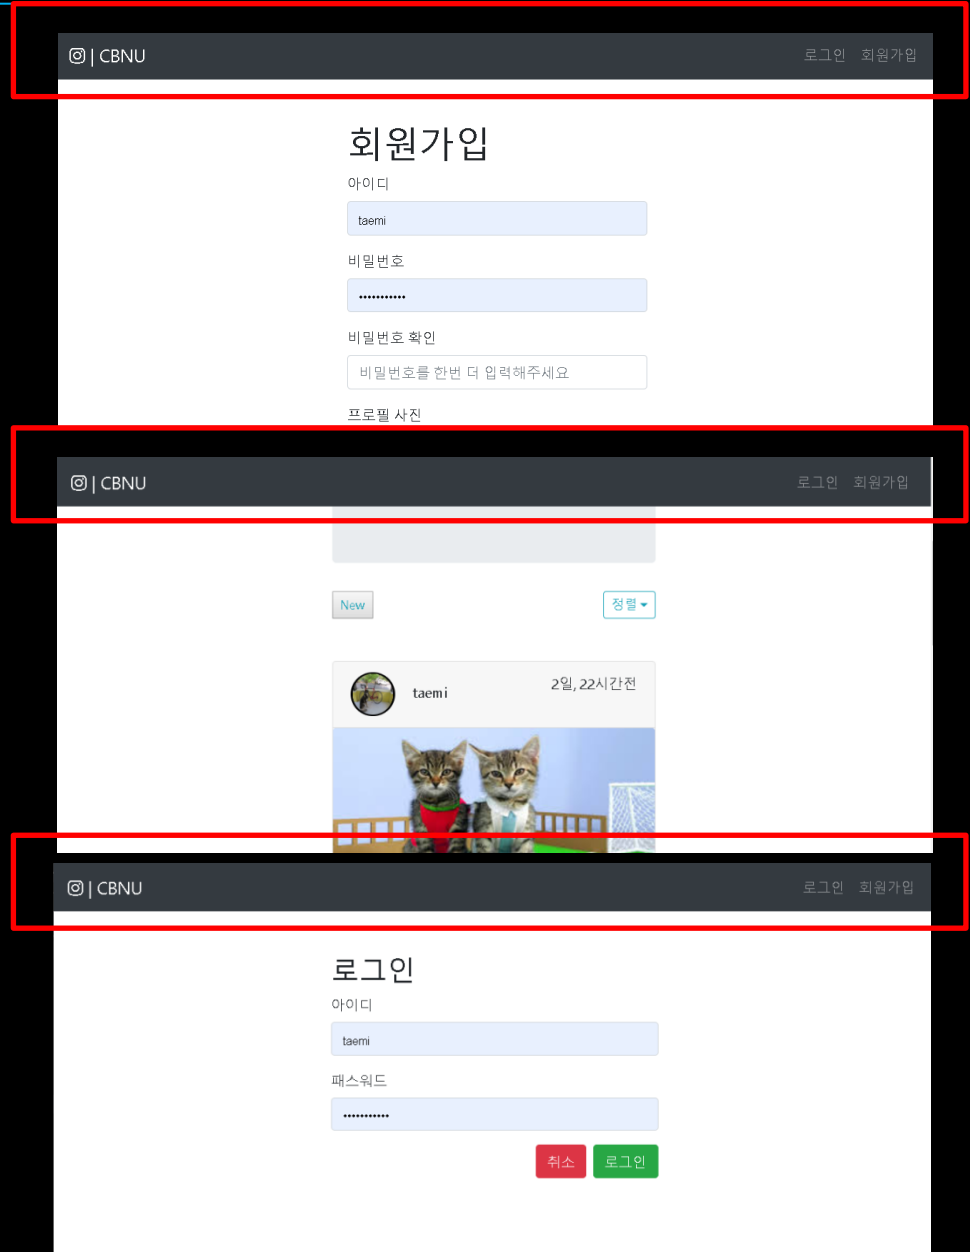 | CBNU 로그인 회원가입
회원가입
아이디
taemi
비밀번호
•••••••••••
비밀번호 확인
비밀번호를 한번 더 입력해주세요
프로필 사진
| CBNU 로그인 회원가입
New 정렬
taemi 2일, 22시간전
| CBNU 로그인 회원가입
로그인
아이디
taemi
패스워드
•••••••••••
취소 로그인